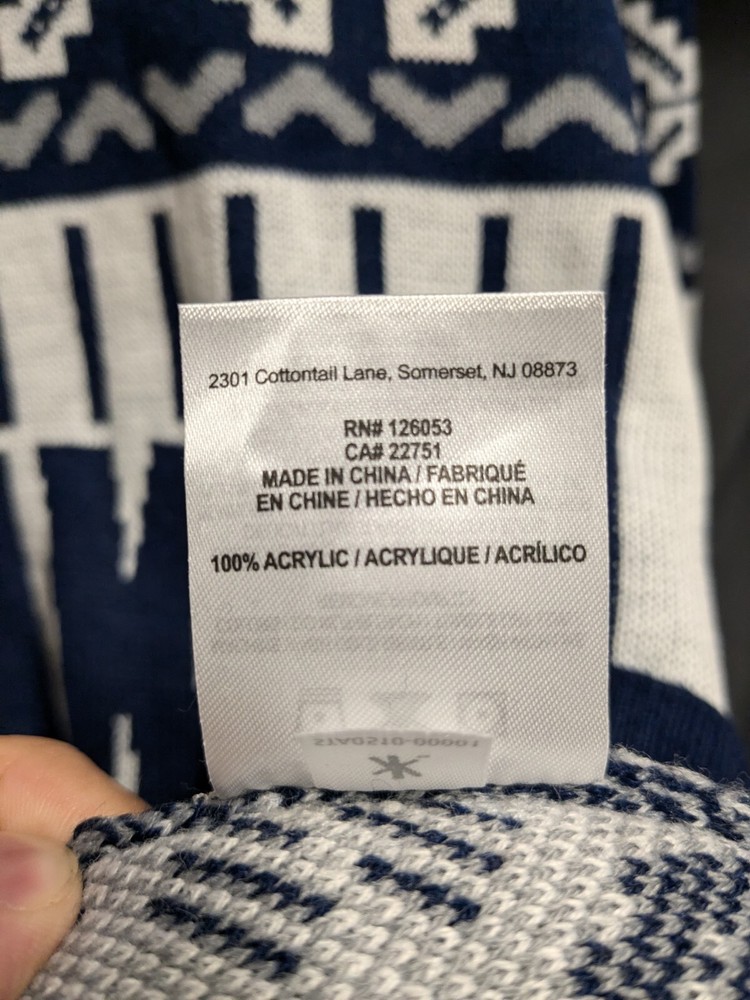 2301 Cottontail Lane, Somerset, NJ 08873
RN# 126053
CA# 22751
MADE IN CHINA / FABRIQUÉ
EN CHINE / HECHO EN CHINA
100% ACRYLIC / ACRYLIQUE / ACRÍLICO